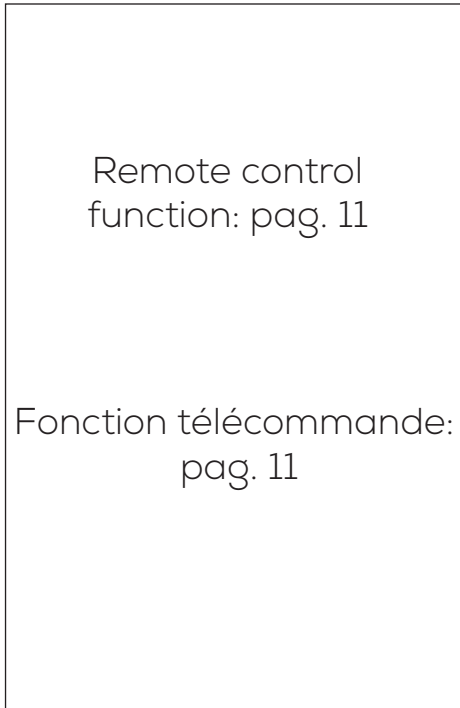 Remote control
function: pag. 11
Fonction télécommande:
pag. 11